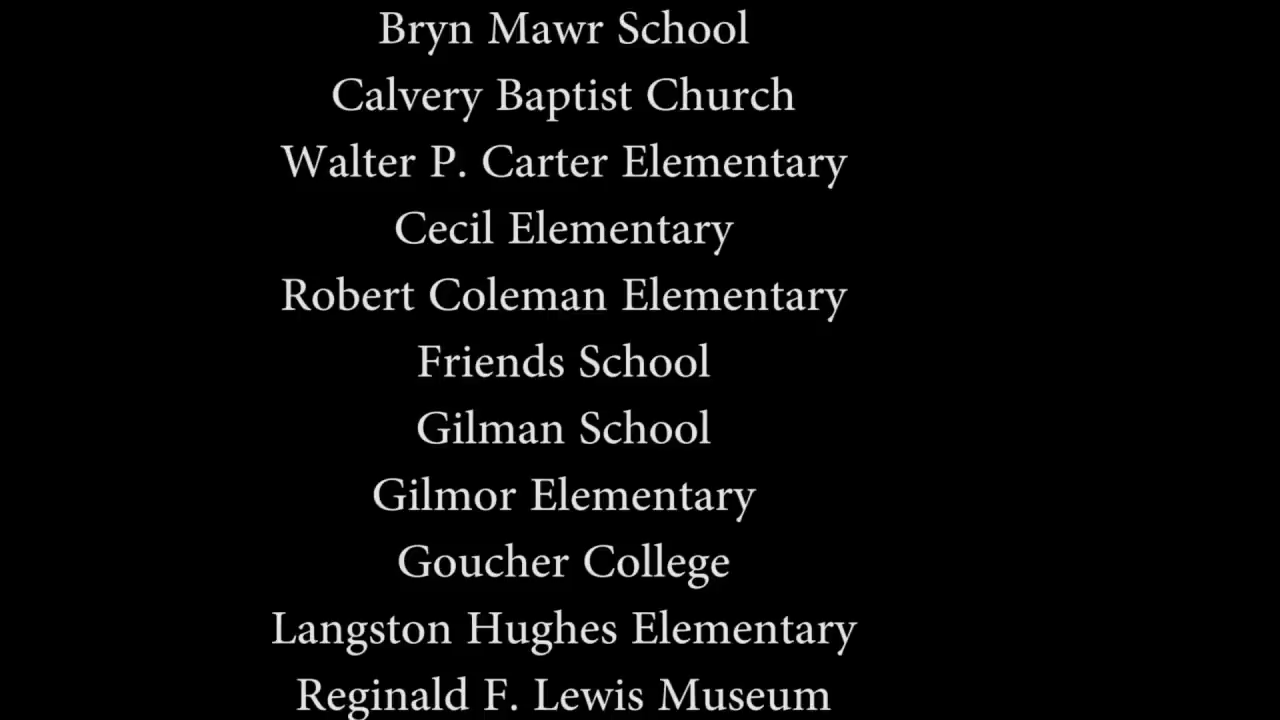 Bryn Mawr School
Calvery Baptist Church
Walter P. Carter Elementary
Cecil Elementary
Robert Coleman Elementary
Friends School
Gilman School
Gilmor Elementary
Goucher College
Langston Hughes Elementary
Reginald F. Lewis Museum